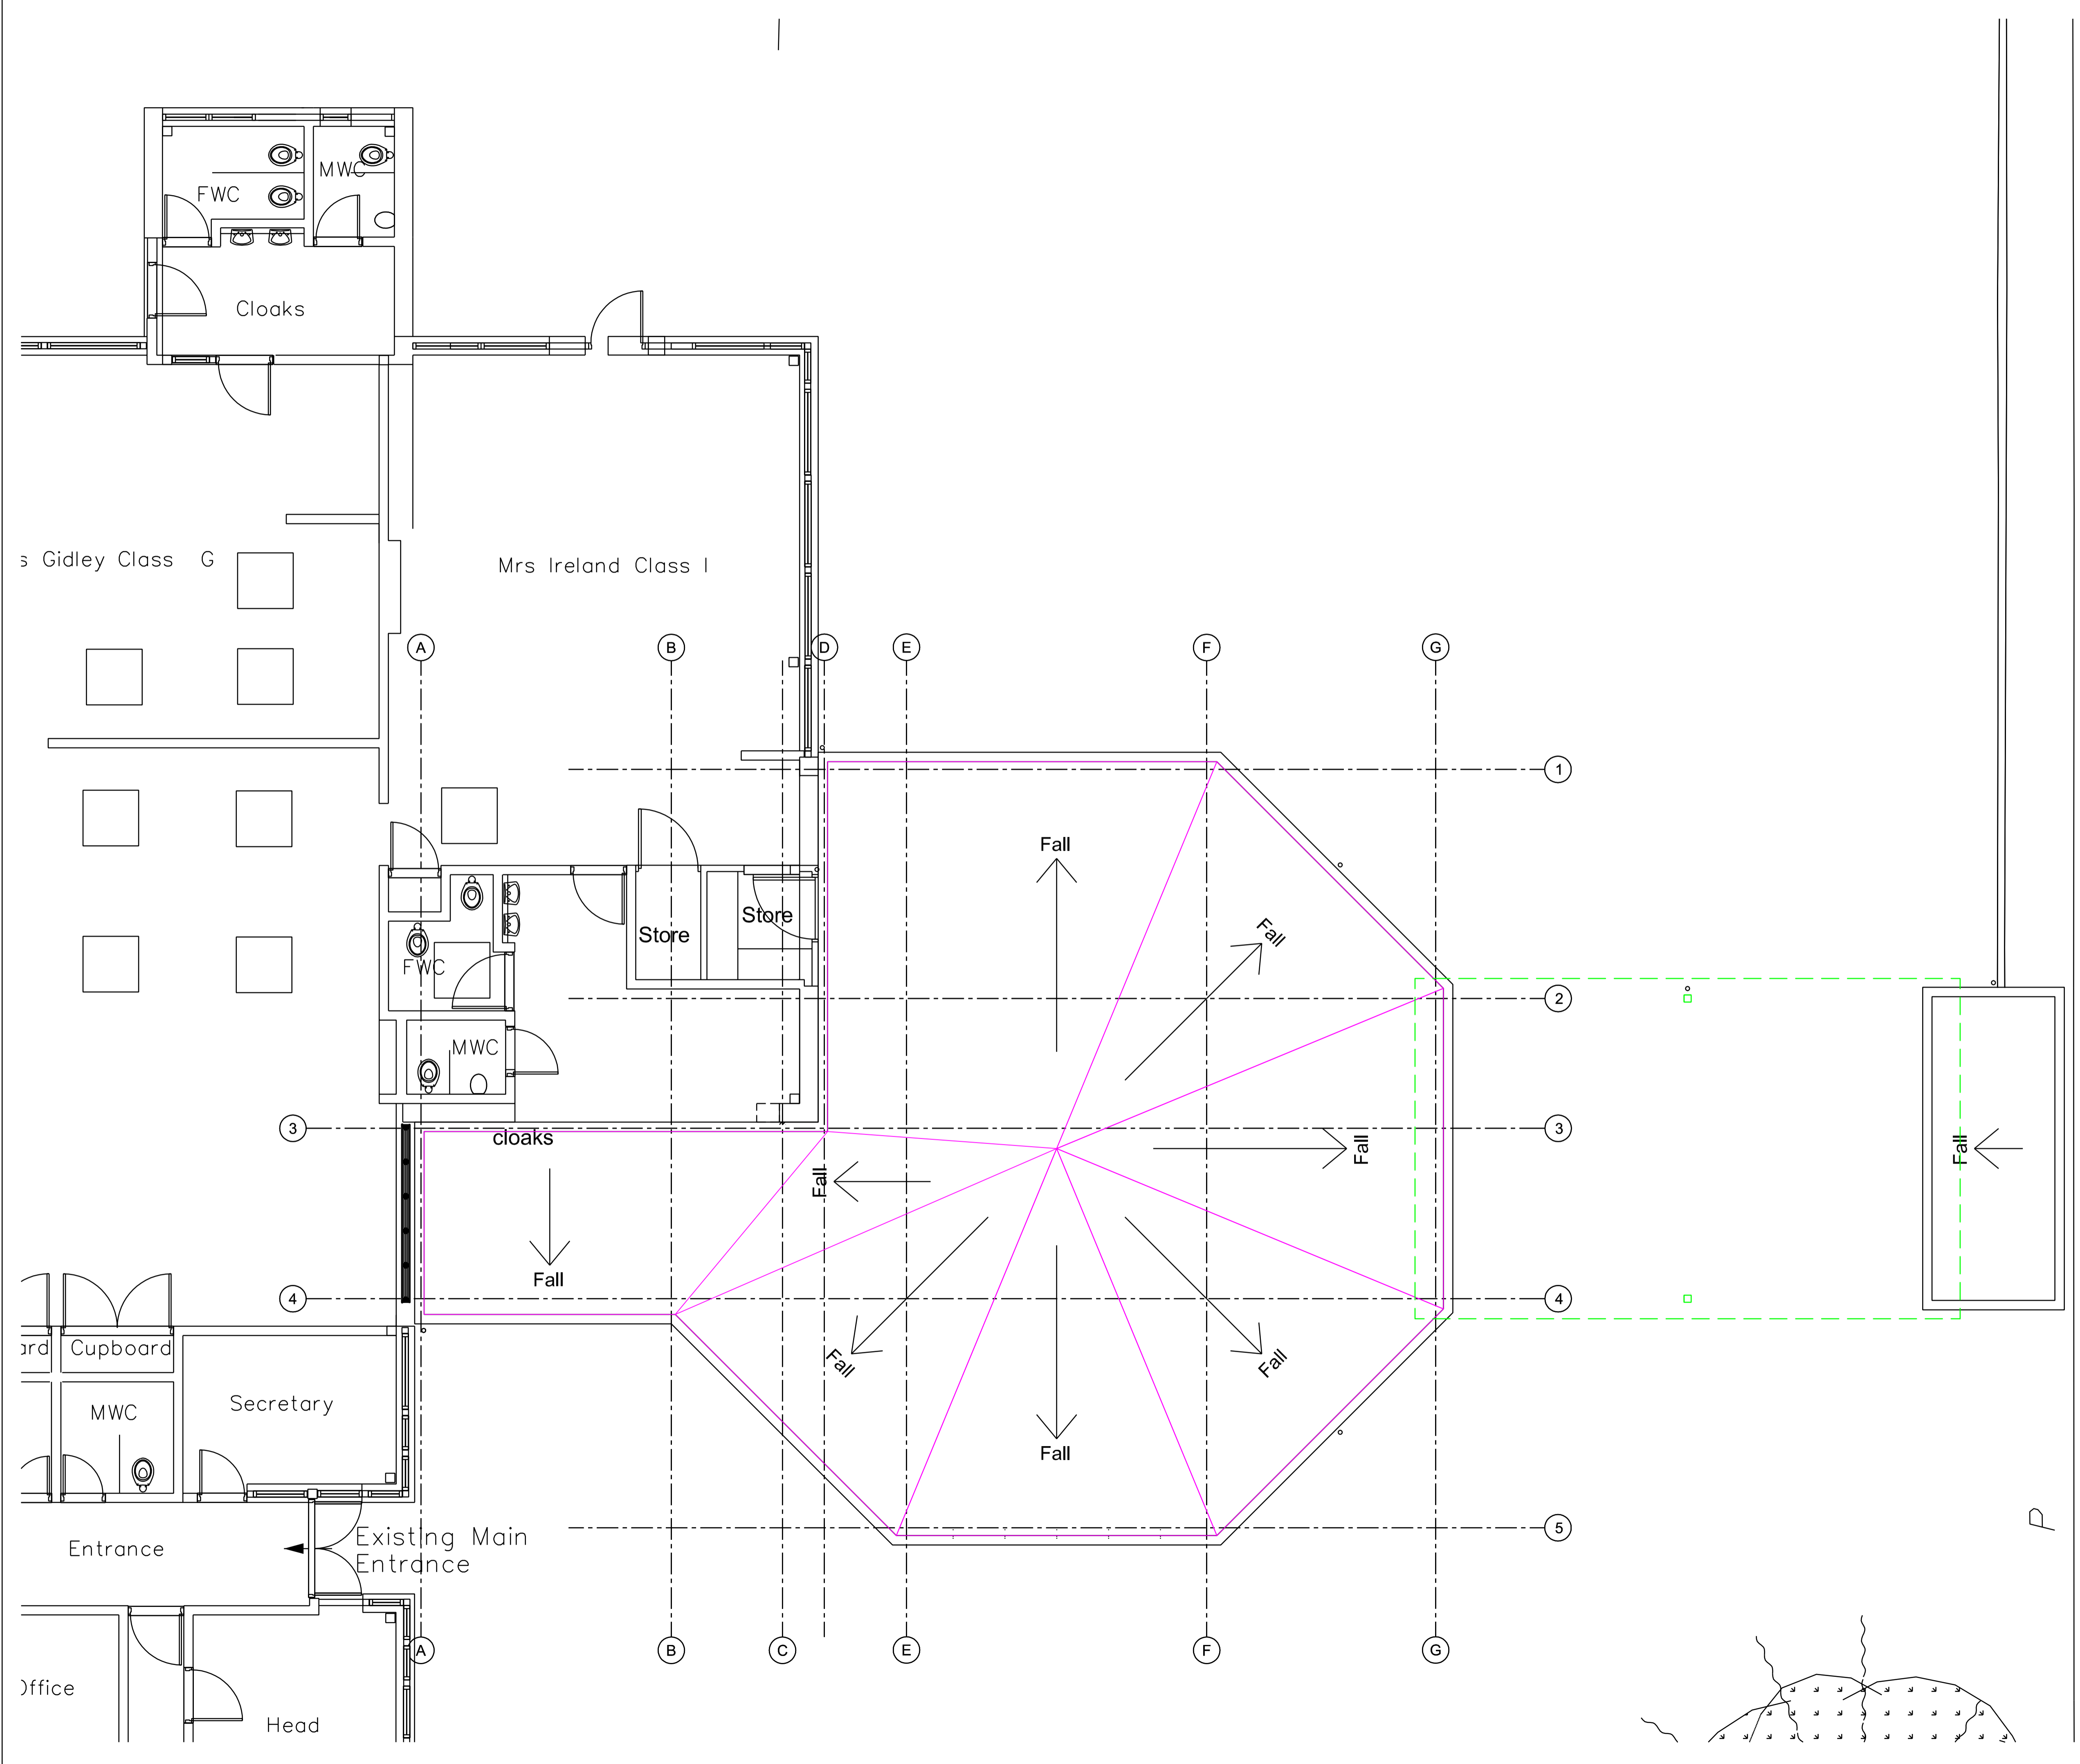 MWC
FWC
Cloaks
s Gidley Class G
Mrs Ireland Class I
A
B
D
E
F
G
1
Fall
Store
Store
Fall
FWC
2
MWC
3
cloaks
3
Fall
Fall
Fall
Fall
4
4
Fall
Fall
Fall
ard
Cupboard
Secretary
MWC
Fall
5
P
Existing Main
Entrance
Entrance
A
B
C
E
F
G
Office
Head